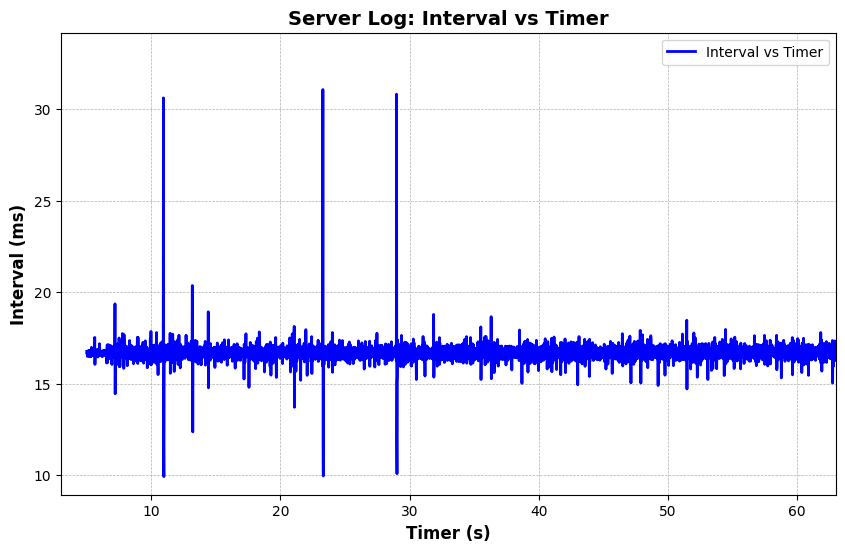 Server Log: Interval vs Timer
Interval vs Timer
30
25
20
15
10
Interval (ms)
10 20 30 40 50 60
Timer (s)